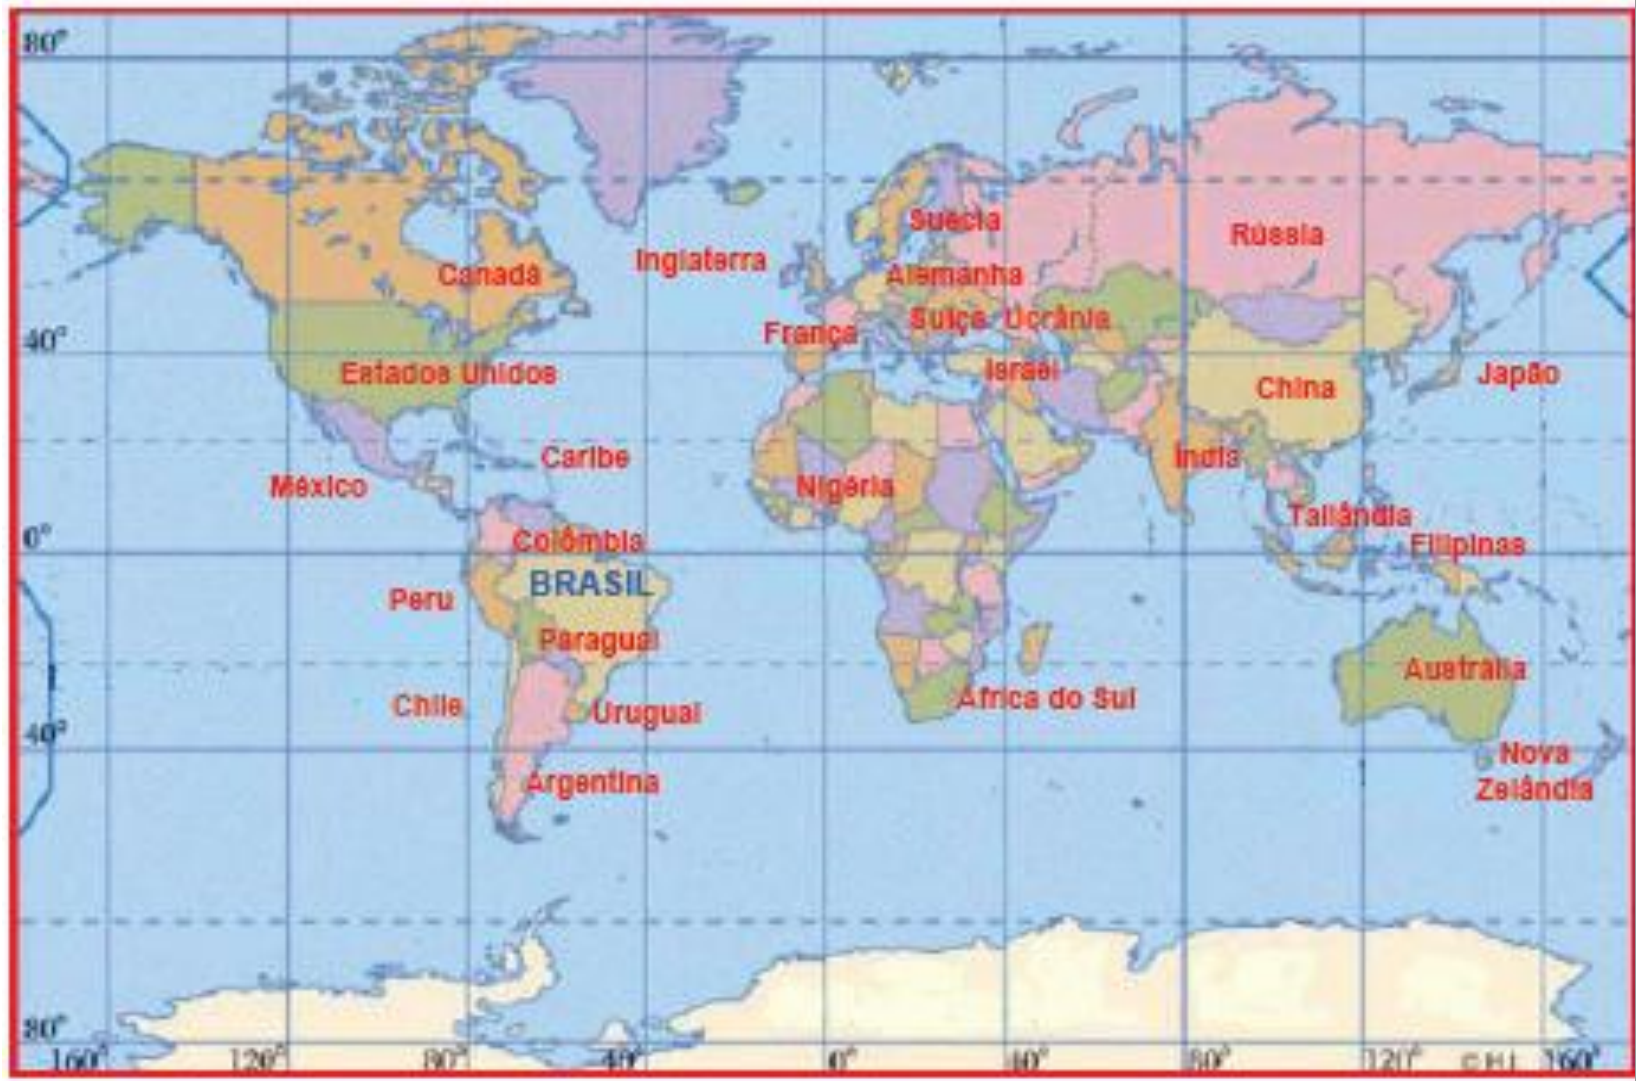 80°
Suécia
Rússia
Inglaterra
Canadá
Alemanha
Suiça Ucrânia
França
40°
Estados Unidos
Israel
China
Japão
Caribe
Índia
México
Nigéria
Tailândia
0°
Colômbia
Filipinas
BRASIL
Peru
Paraguai
Austrália
África do Sul
Chile
Uruguai
40°
Nova
Zelândia
Argentina
80°
160° 120° 80° 40° 0° 40° 80° 120° © H.J. 160°